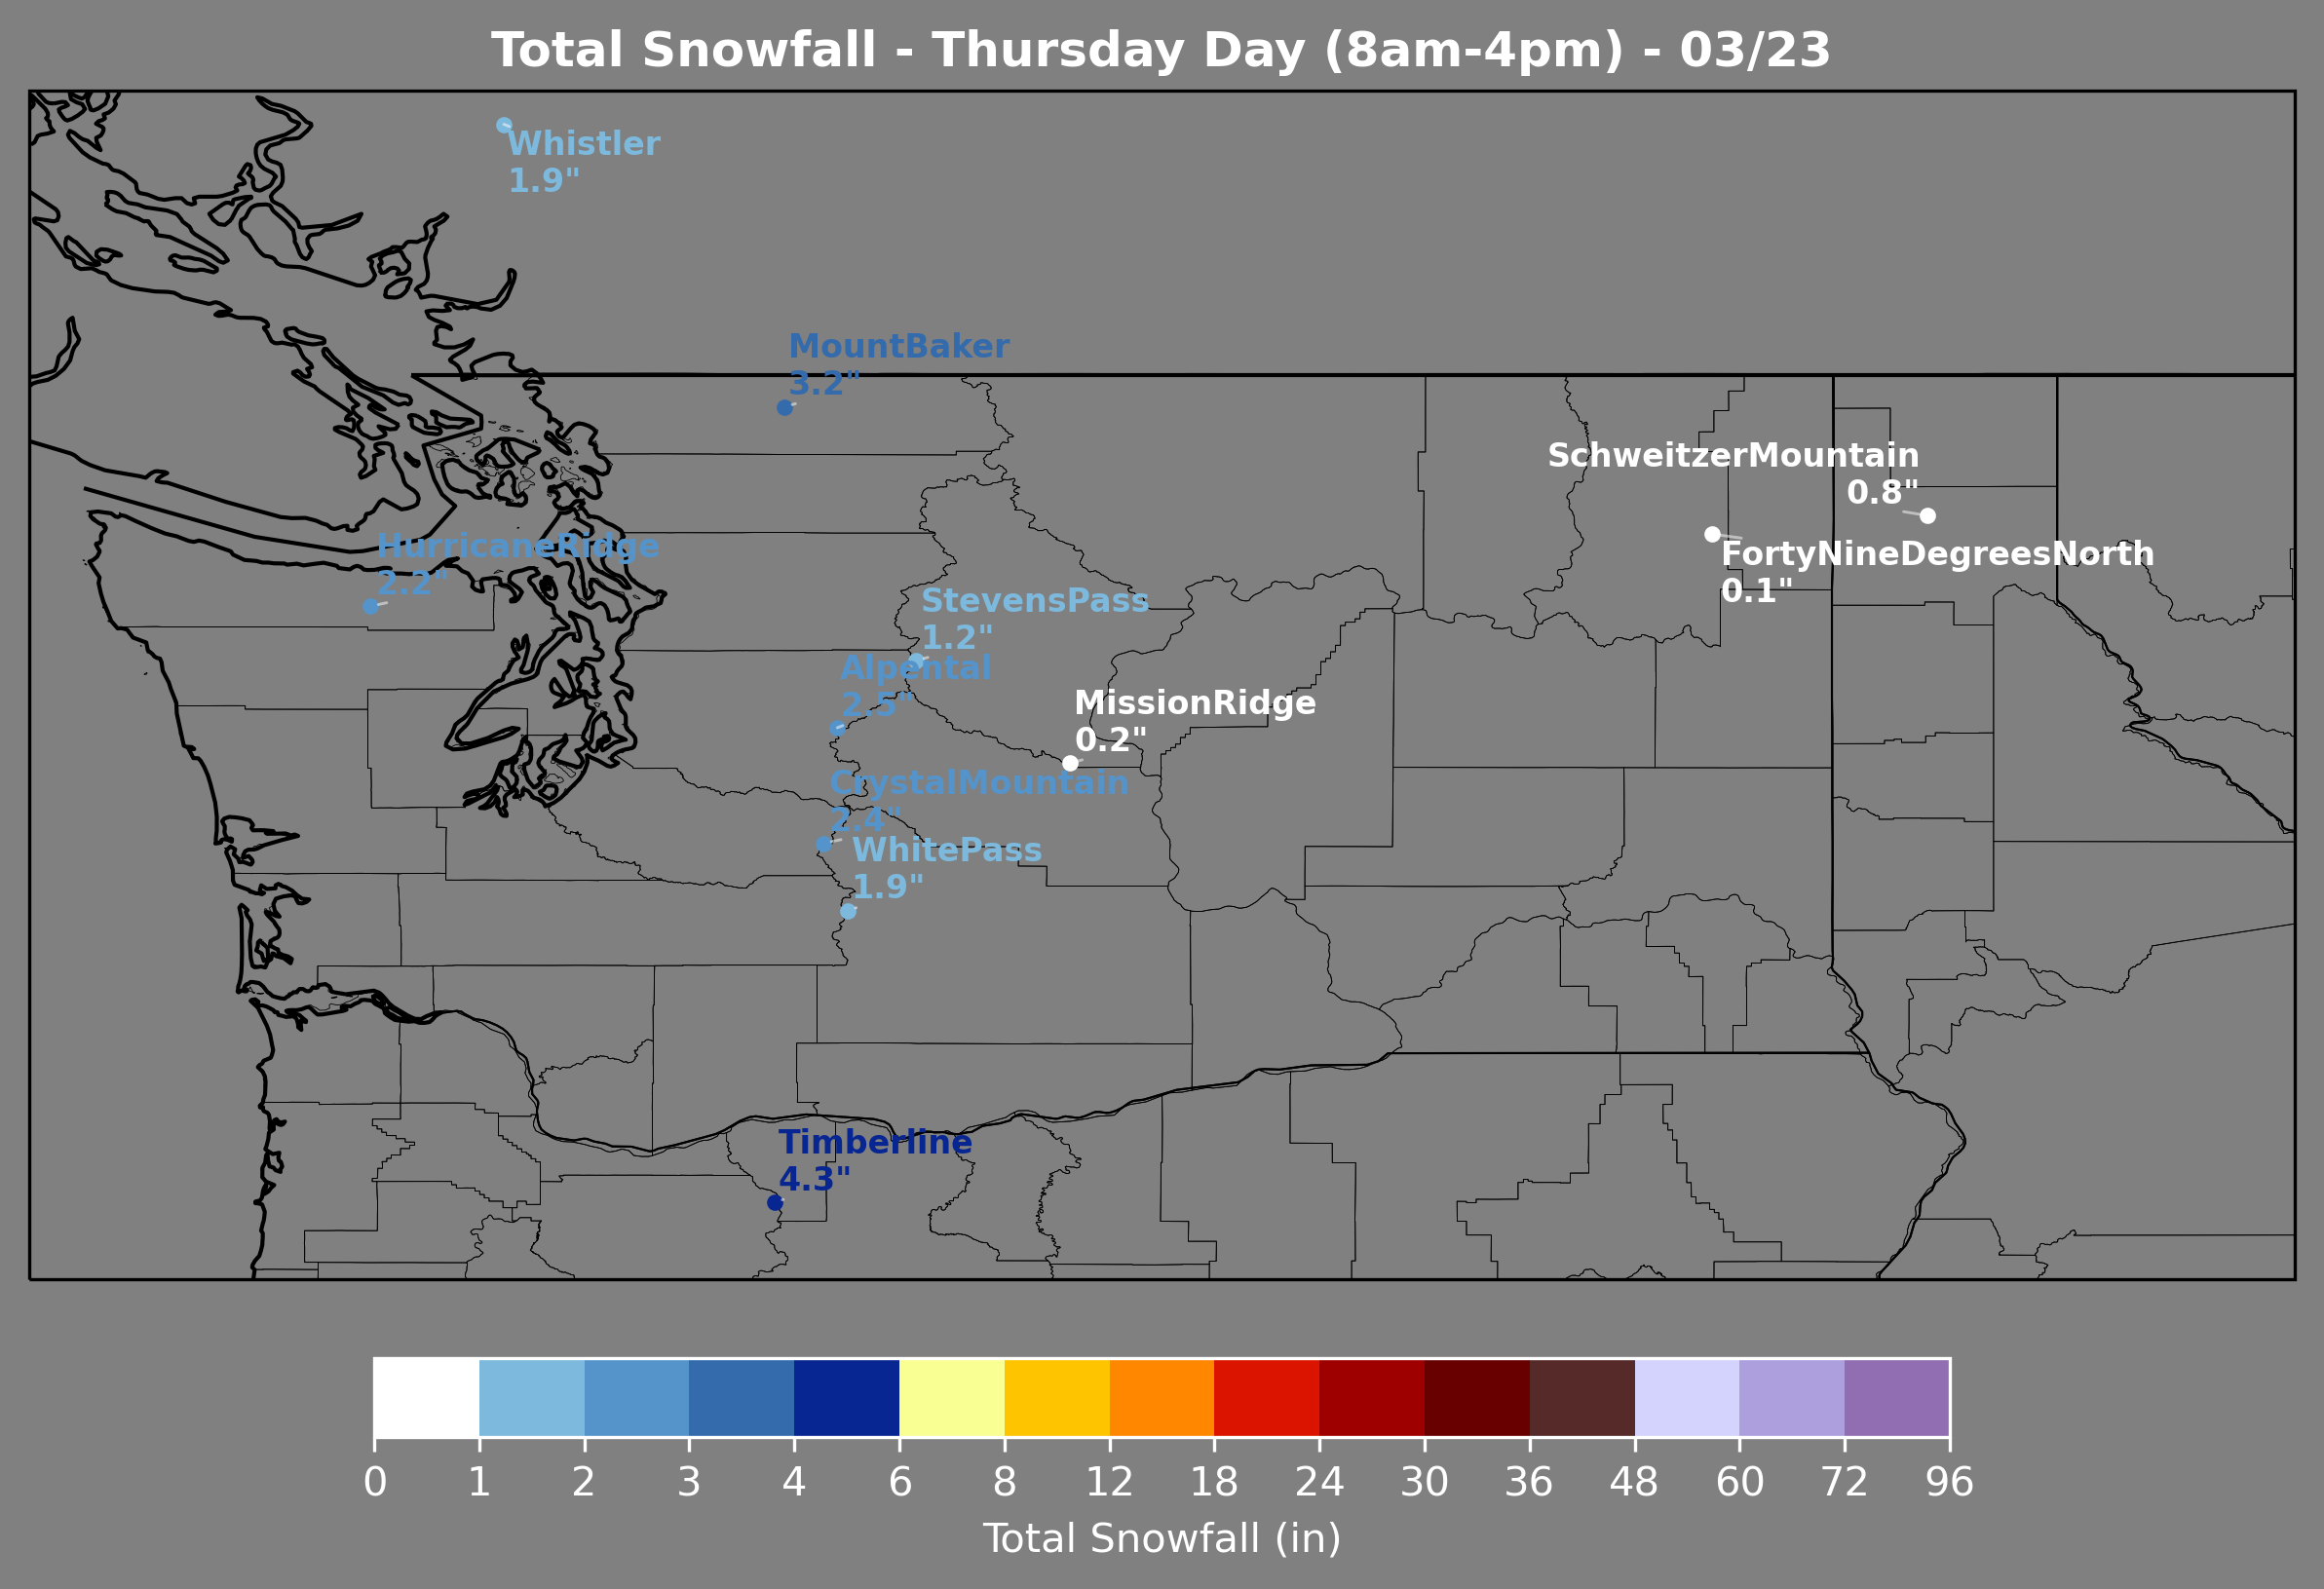 Total Snowfall - Thursday Day (8am-4pm) - 03/23
Whistler
1.9"
MountBaker
3.2"
SchweitzerMountain
0.8"
HurricaneRidge
2.2"
FortyNineDegreesNorth
0.1"
StevensPass
1.2"
Alpental
2.5"
MissionRidge
0.2"
CrystalMountain
2.4"
WhitePass
1.9"
Timberline
4.3"
0 1 2 3 4 6 8 12 18 24 30 36 48 60 72 96
Total Snowfall (in)